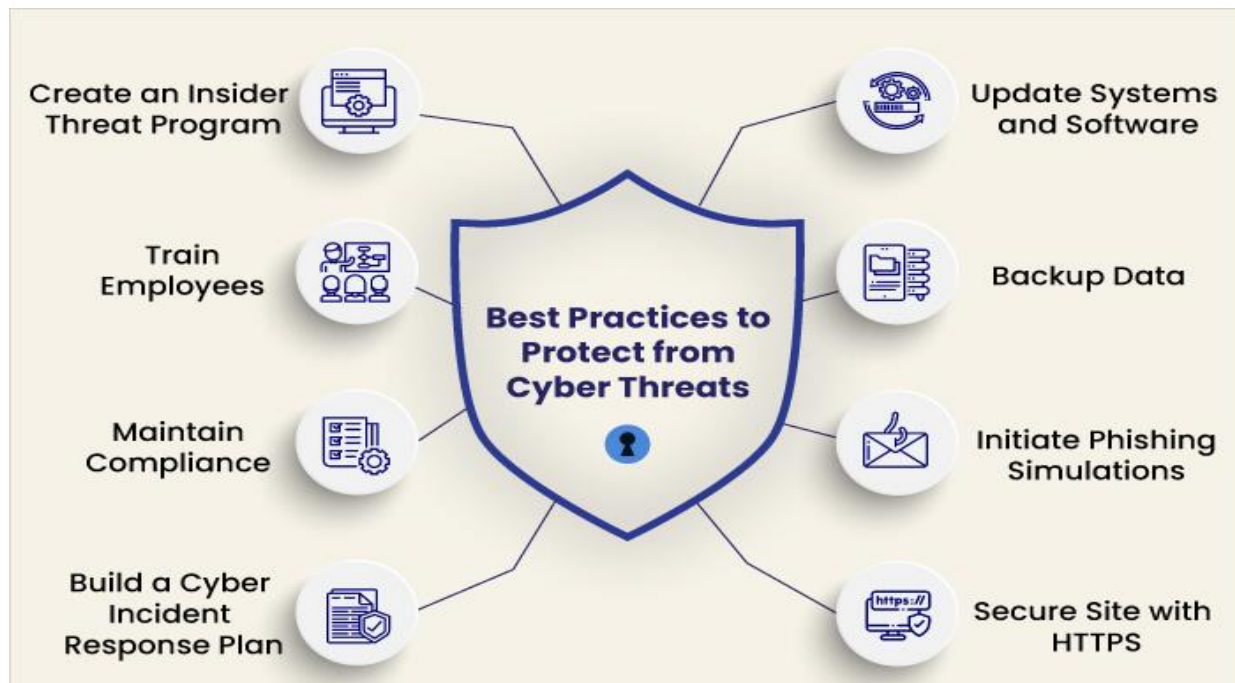 Create an Insider
Threat Program
Train
Employees
Maintain
Compliance
Build a Cyber
Incident
Response Plan
Best Practices to
Protect from
Cyber Threats
Update Systems
and Software
Backup Data
Initiate Phishing
Simulations
https://
Secure Site with
HTTPS